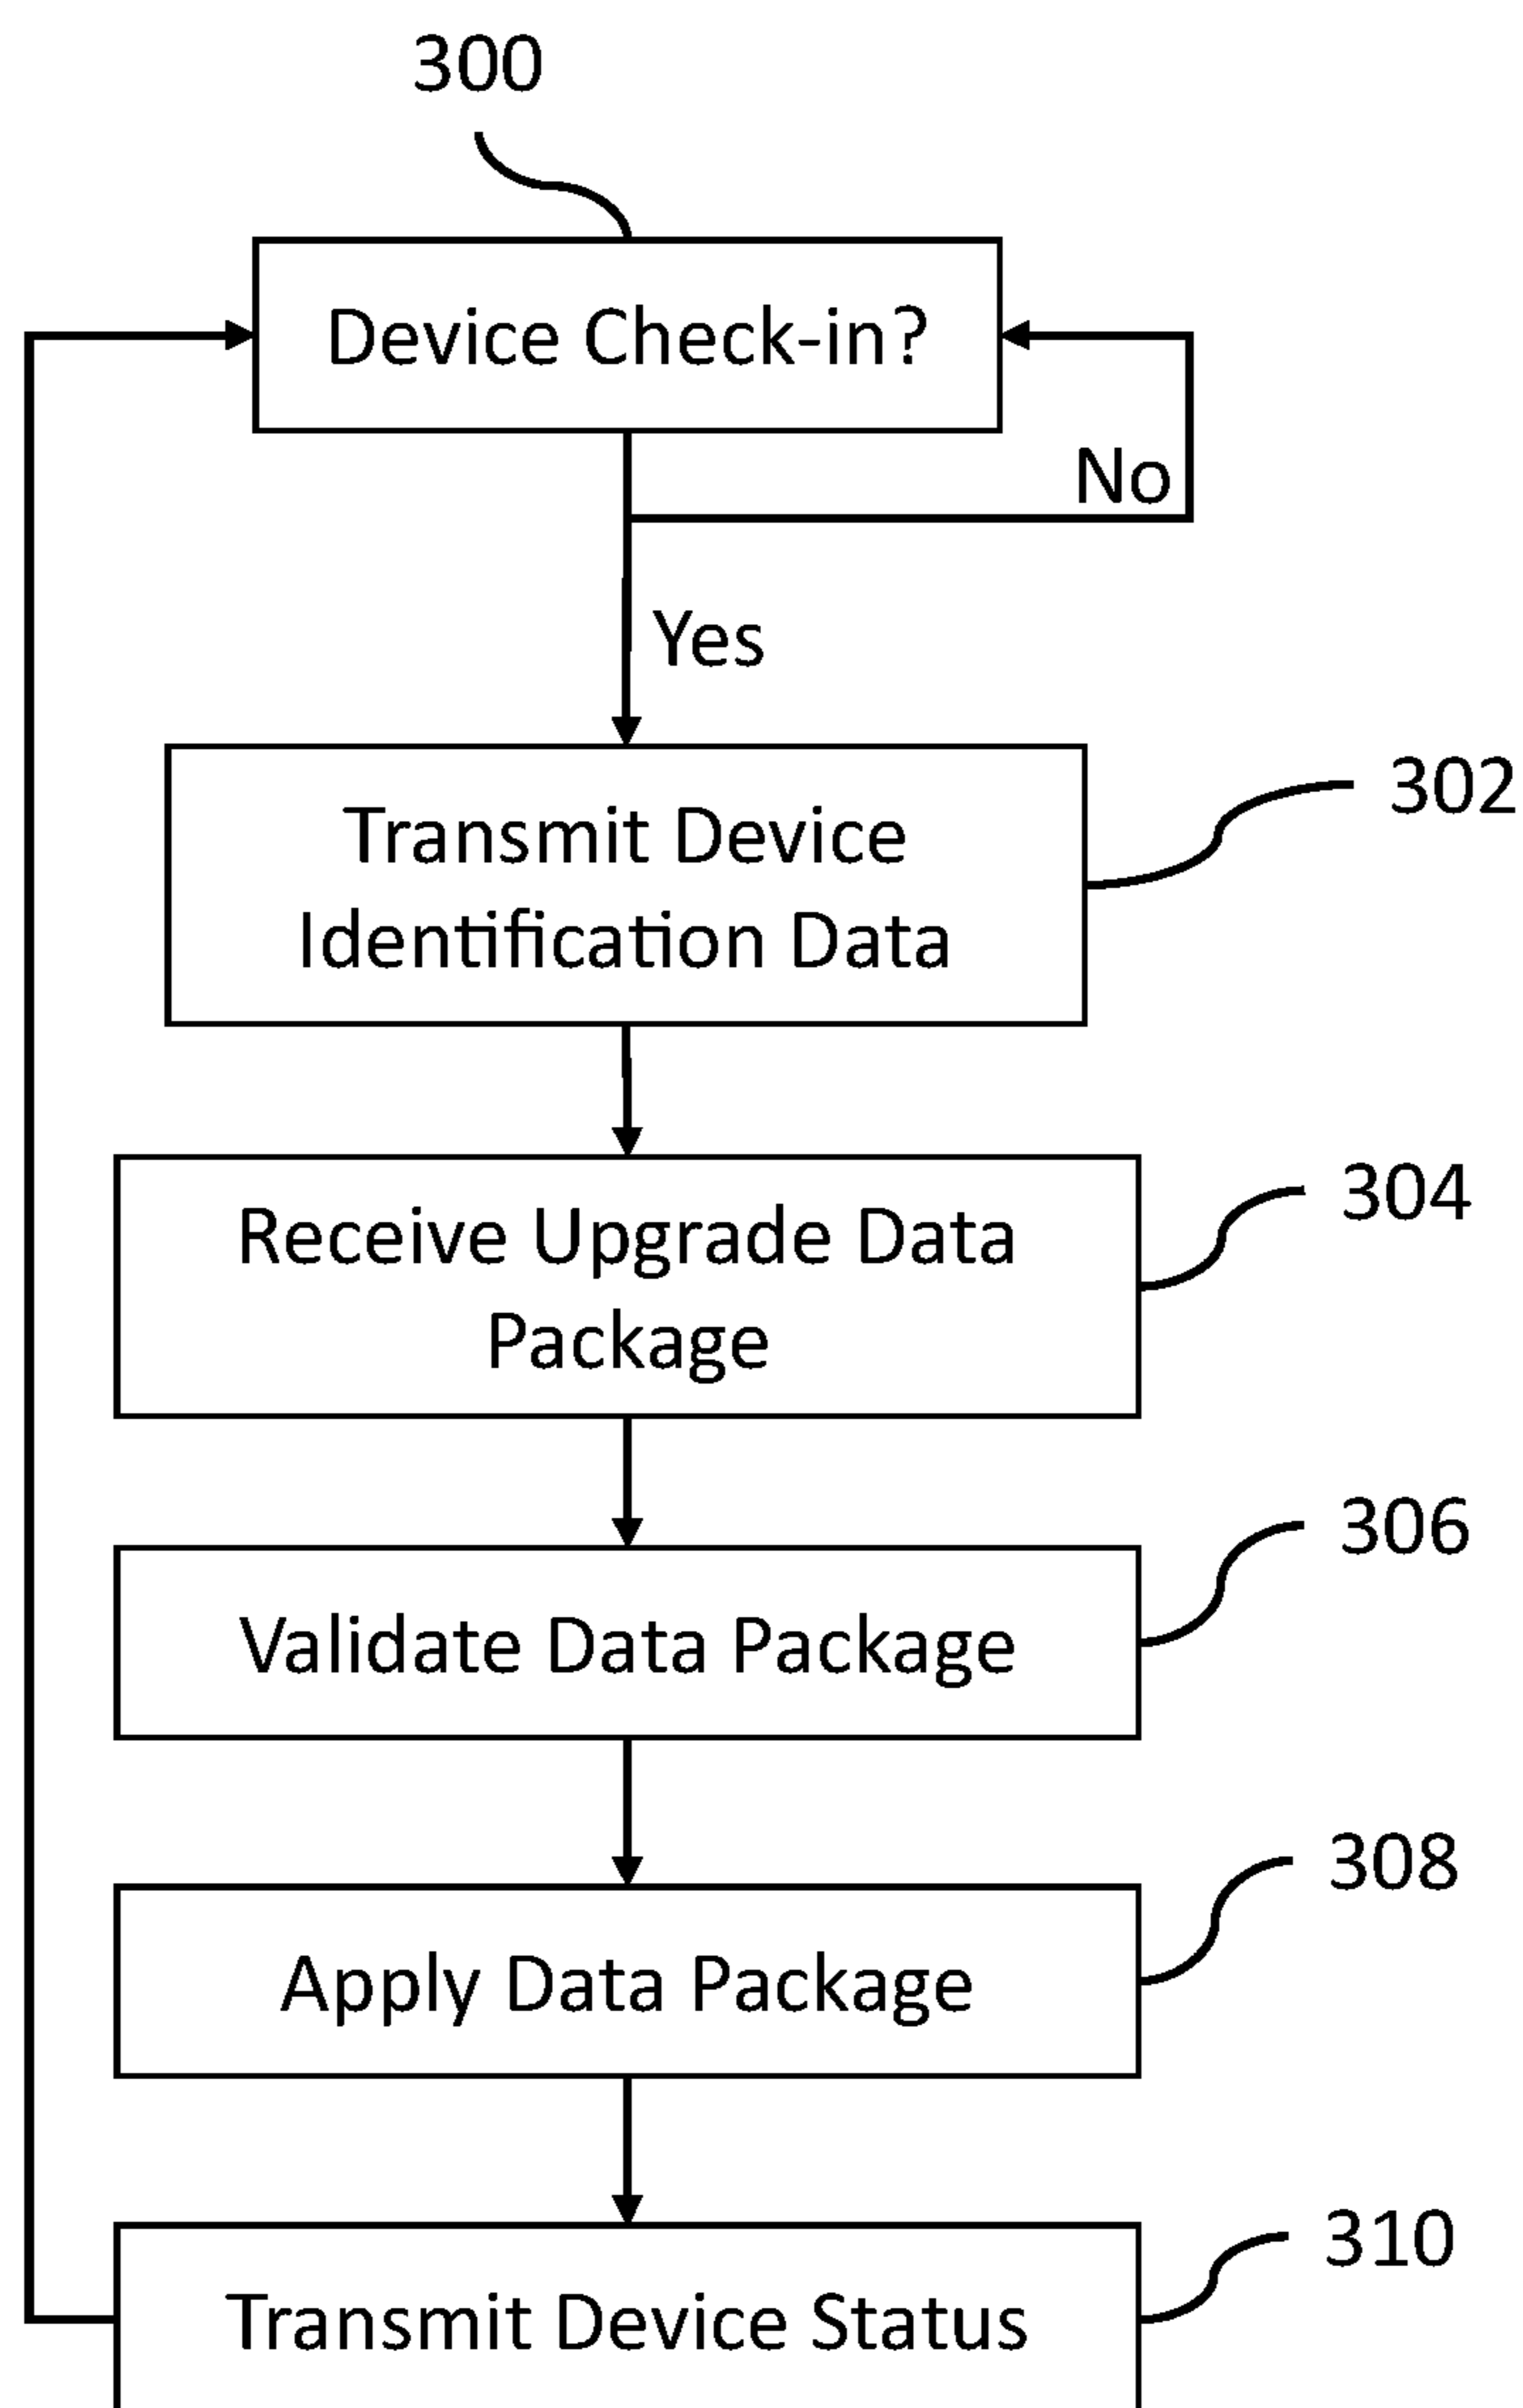 300
Device Check-in?
No
Yes
Transmit Device
Identification Data
302
Receive Upgrade Data
Package
304
Validate Data Package
306
Apply Data Package
308
Transmit Device Status
310